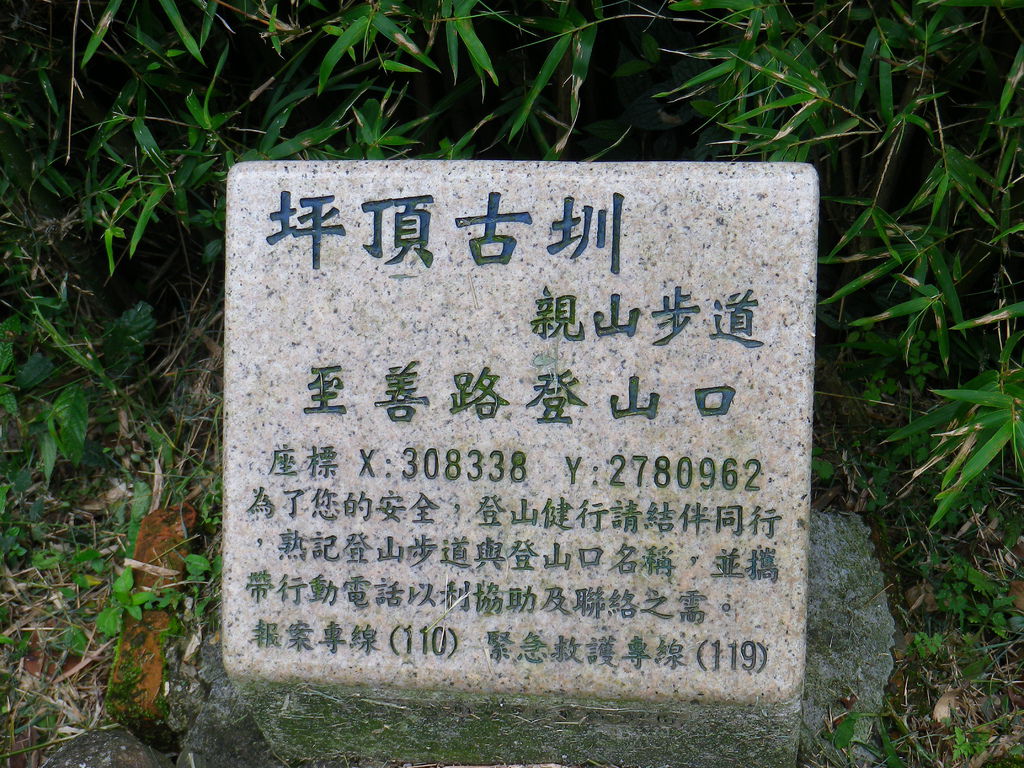 坪頂古圳
親山步道
至善路登山口
座標 X:308338 Y:2780962
為了您的安全，登山健行請結伴同行
，熟記登山步道與登山口名稱，並攜
帶行動電話以利協助及聯絡之需。
報案專線(110) 緊急救護專線(119)